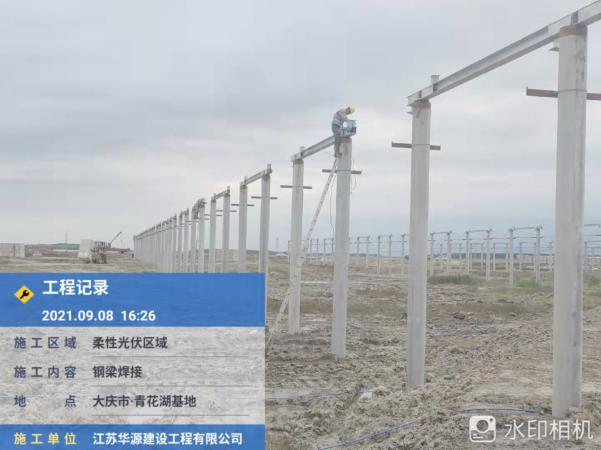 工程记录
2021.09.08 16:26
施工区域 柔性光伏区域
施工内容 钢梁焊接
地 点 大庆市·青花湖基地
施工单位 江苏华源建设工程有限公司
水印相机